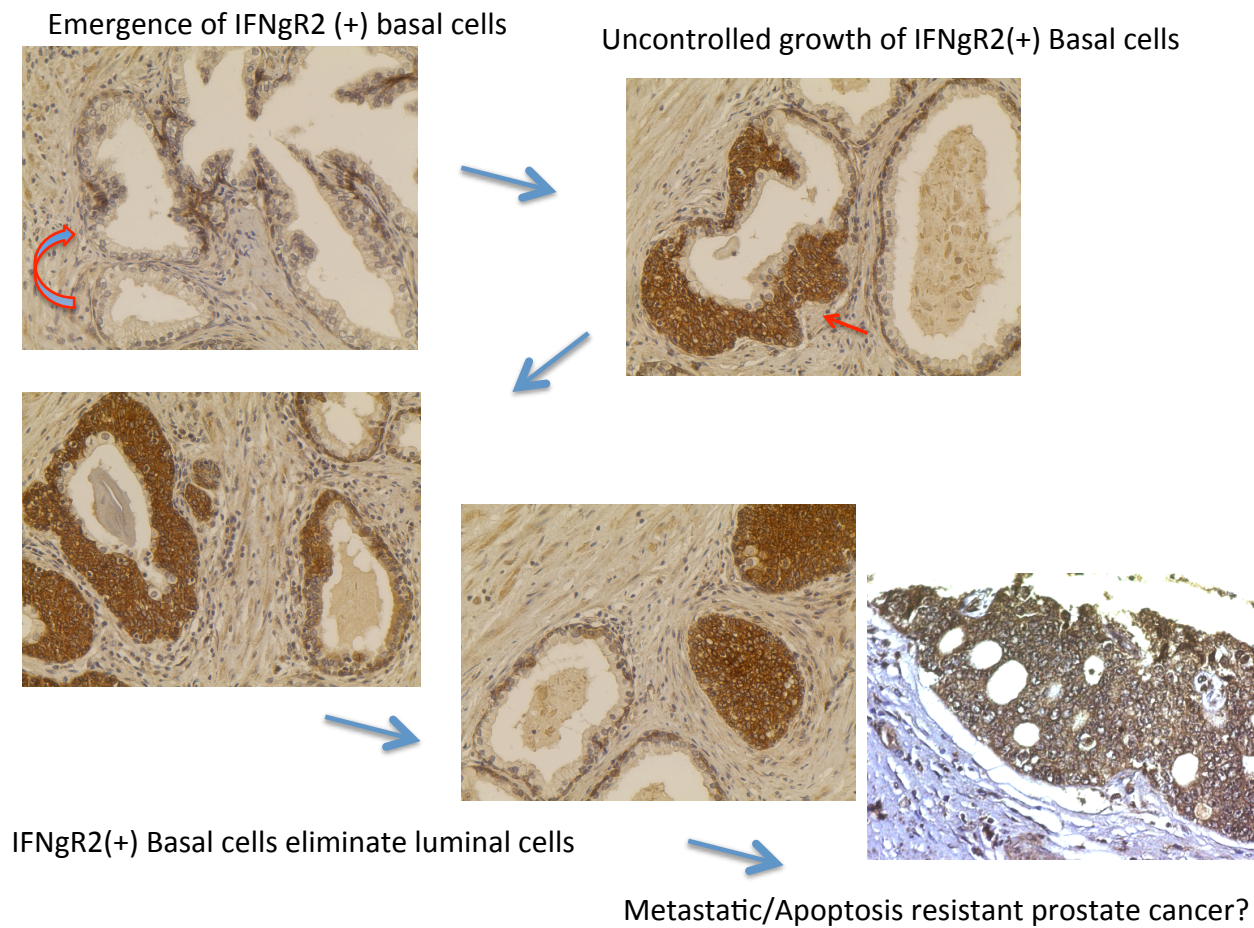 Emergence of IFNgR2 (+) basal cells
Uncontrolled growth of IFNgR2(+) Basal cells
IFNgR2(+) Basal cells eliminate luminal cells
Metastatic/Apoptosis resistant prostate cancer?